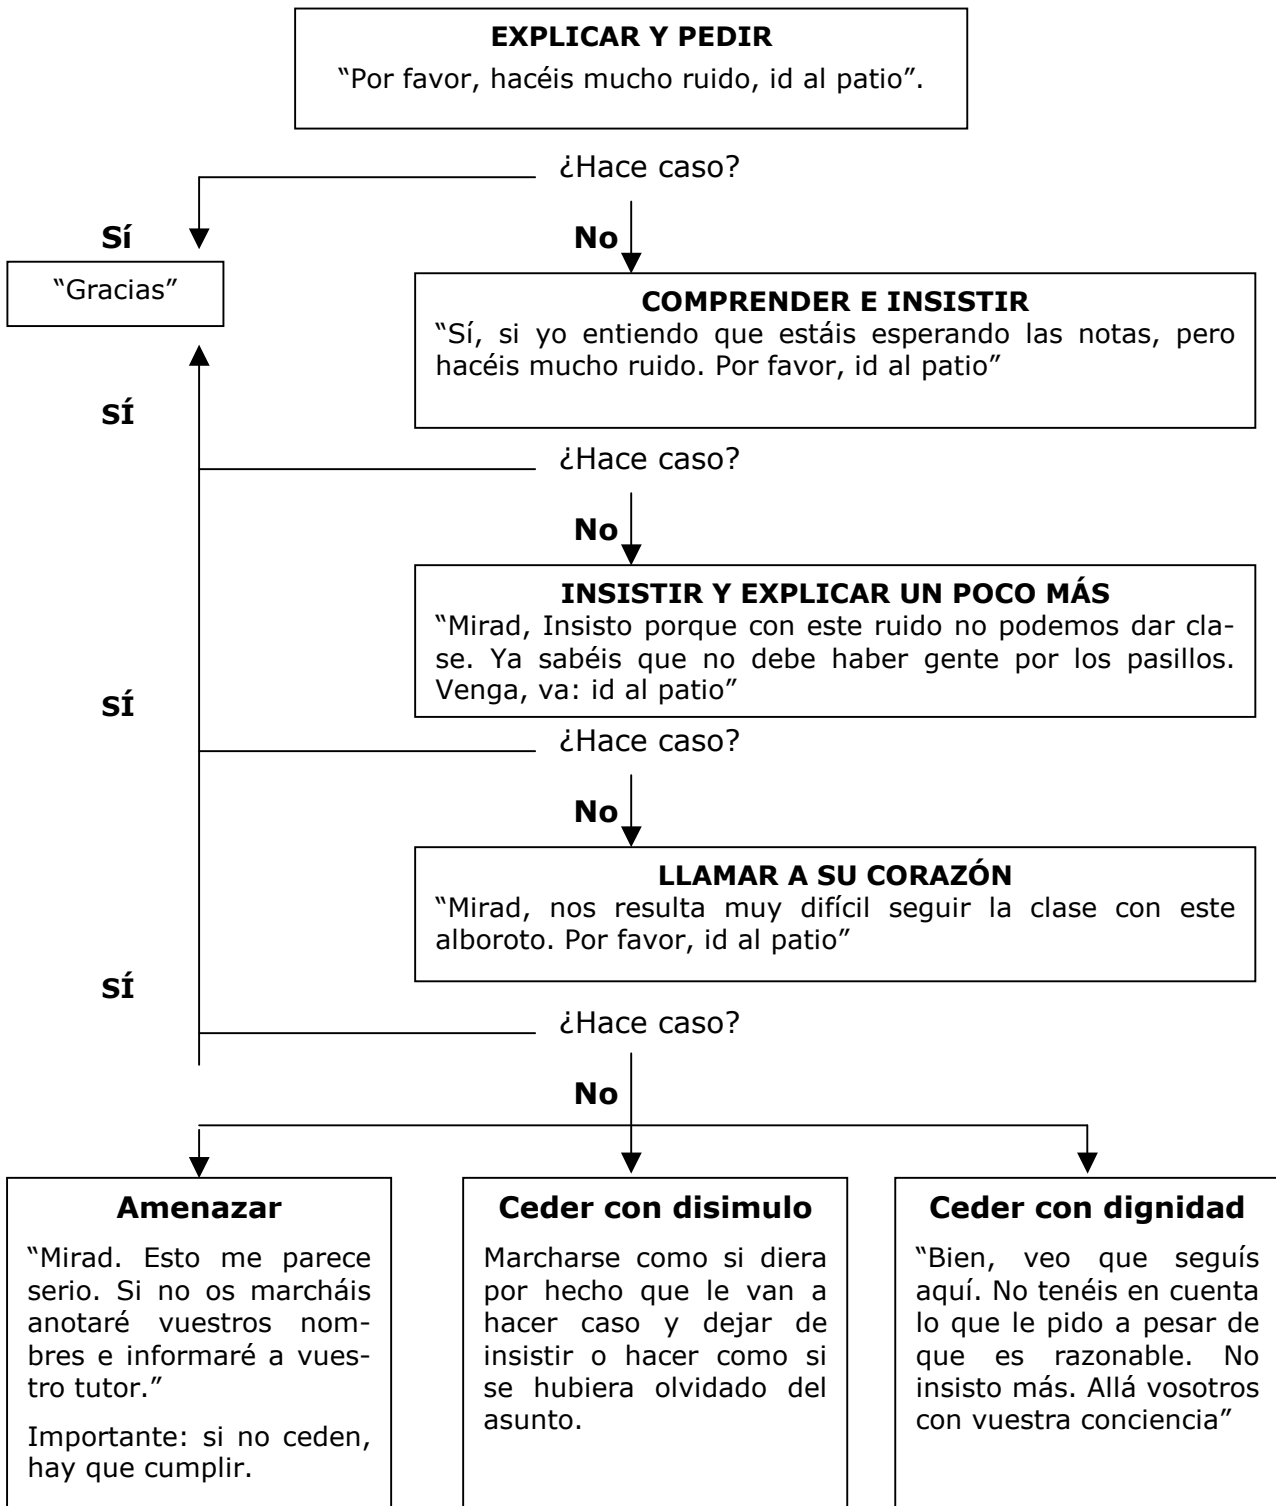 EXPLICAR Y PEDIR
“Por favor, hacéis mucho ruido, id al patio”.
¿Hace caso?
Sí
No
“Gracias”
COMPRENDER E INSISTIR
“Sí, si yo entiendo que estáis esperando las notas, pero
hacéis mucho ruido. Por favor, id al patio”
SÍ
¿Hace caso?
No
INSISTIR Y EXPLICAR UN POCO MÁS
“Mirad, Insisto porque con este ruido no podemos dar cla-
se. Ya sabéis que no debe haber gente por los pasillos.
Venga, va: id al patio”
SÍ
¿Hace caso?
No
LLAMAR A SU CORAZÓN
“Mirad, nos resulta muy difícil seguir la clase con este
alboroto. Por favor, id al patio”
SÍ
¿Hace caso?
No
Amenazar
“Mirad. Esto me parece
serio. Si no os marcháis
anotaré vuestros nom-
bres e informaré a vues-
tro tutor.”
Importante: si no ceden,
hay que cumplir.
Ceder con disimulo
Marcharse como si diera
por hecho que le van a
hacer caso y dejar de
insistir o hacer como si
se hubiera olvidado del
asunto.
Ceder con dignidad
“Bien, veo que seguís
aquí. No tenéis en cuenta
lo que le pido a pesar de
que es razonable. No
insisto más. Allá vosotros
con vuestra conciencia”